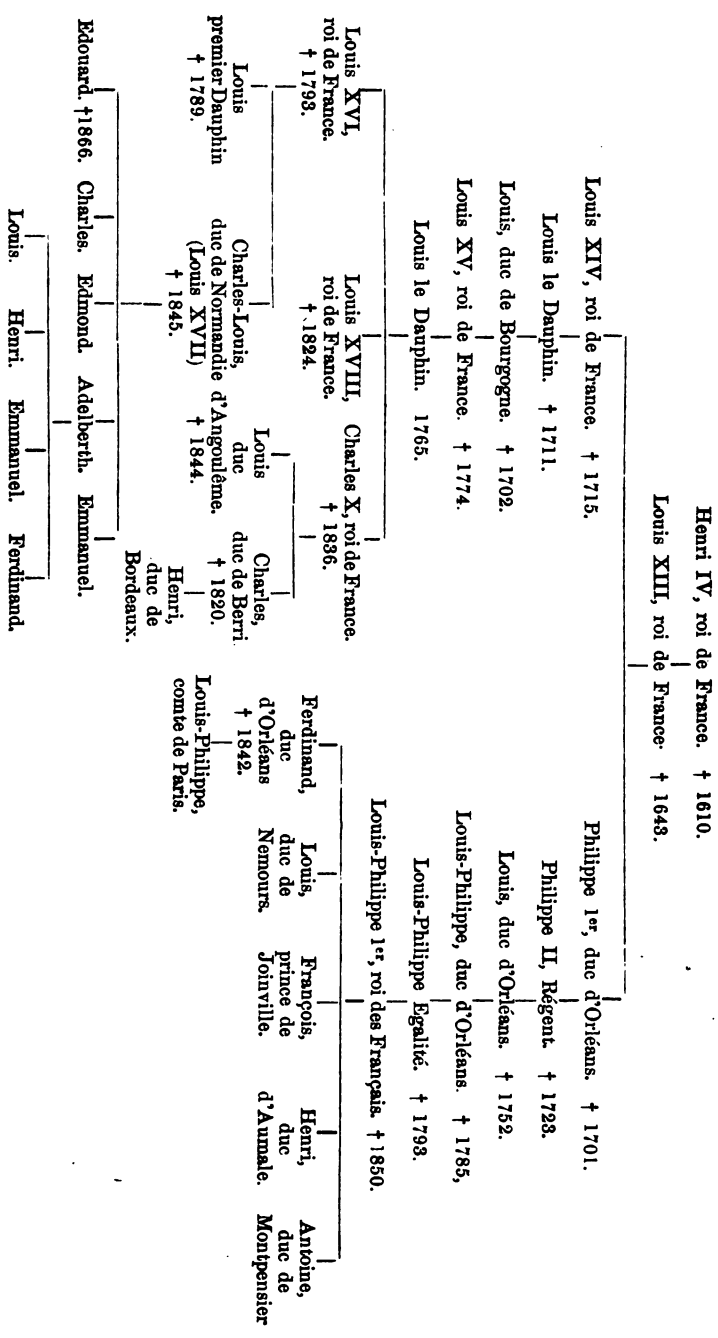 Henri IV, roi de France. † 1610.
Louis XIII, roi de France. † 1643.
Louis XIV, roi de France. † 1715.
Louis le Dauphin. † 1711.
Louis, duc de Bourgogne. † 1702.
Louis XV, roi de France. † 1774.
Louis le Dauphin. 1765.
Louis XVI,
roi de France.
† 1793.
Louis XVIII,
roi de France.
† 1824.
Charles X, roi de France.
† 1836.
Louis
premier Dauphin
† 1789.
Charles-Louis,
duc de Normandie
(Louis XVII)
† 1845.
Louis
duc
d'Angoulême.
† 1844.
Charles,
duc de Berri
† 1820.
Henri,
duc de
Bordeaux.
Edouard. †1866. Charles. Edmond. Adelberth. Emmanuel.
Louis. Henri. Emmanuel. Ferdinand.
Philippe 1er, duc d'Orléans. † 1701.
Philippe II, Régent. † 1723.
Louis, duc d'Orléans. † 1752.
Louis-Philippe, duc d'Orléans. † 1785,
Louis-Philippe Egalité. † 1793.
Louis-Philippe 1er, roi des Français. †1850.
Ferdinand,
duc
d'Orléans
† 1842.
Louis-Philippe,
comte de Paris.
Louis,
duc de
Nemours.
François,
prince de
Joinville.
Henri,
duc
d'Aumale.
Antoine,
duc de
Montpensier